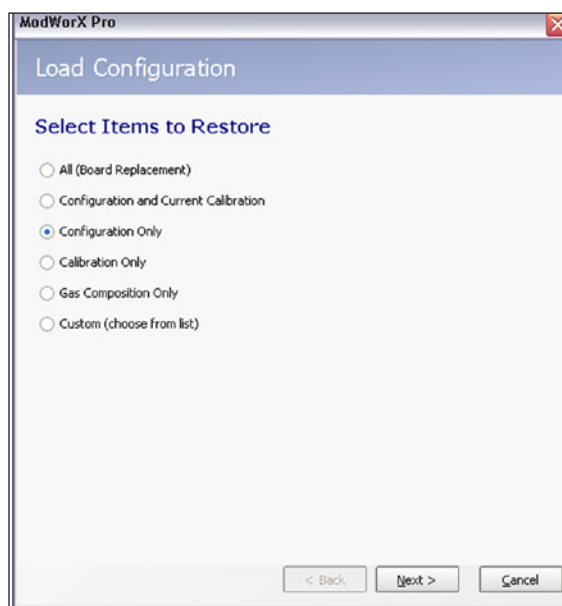 ModWorX Pro
Load Configuration
Select Items to Restore
All (Board Replacement)
Configuration and Current Calibration
Configuration Only
Calibration Only
Gas Composition Only
Custom (choose from list)
< Back Next > Cancel